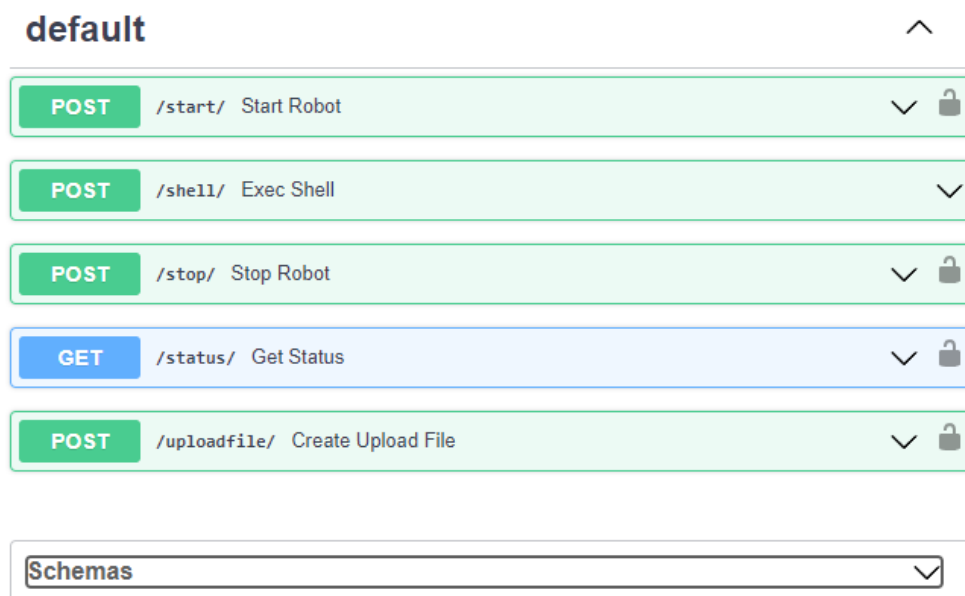 default
POST /start/ Start Robot
POST /shell/ Exec Shell
POST /stop/ Stop Robot
GET /status/ Get Status
POST /uploadfile/ Create Upload File
Schemas